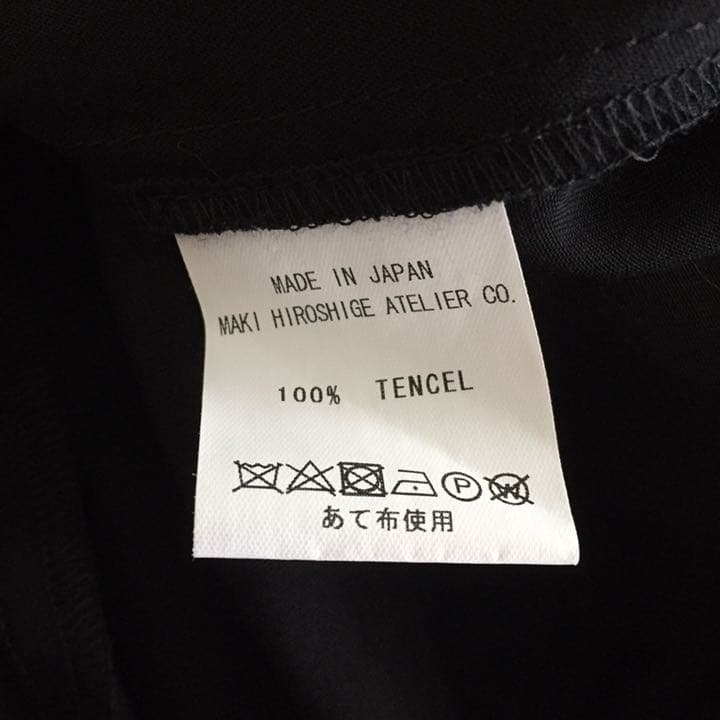 MADE IN JAPAN
MAKI HIROSHIGE ATELIER CO.
100% TENCEL
P W
あて布使用